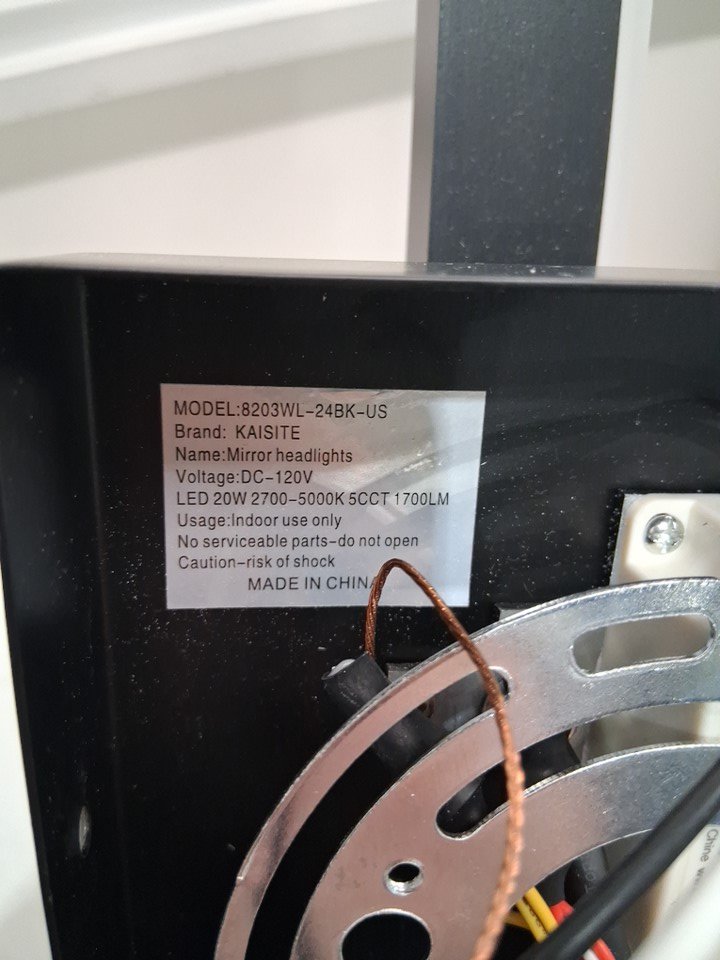 MODEL:8203WL-24BK-US
Brand: KAISITE
Name:Mirror headlights
Voltage:DC-120V
LED 20W 2700-5000K 5CCT 1700LM
Usage:Indoor use only
No serviceable parts-do not open
Caution-risk of shock
MADE IN CHINA
Chine